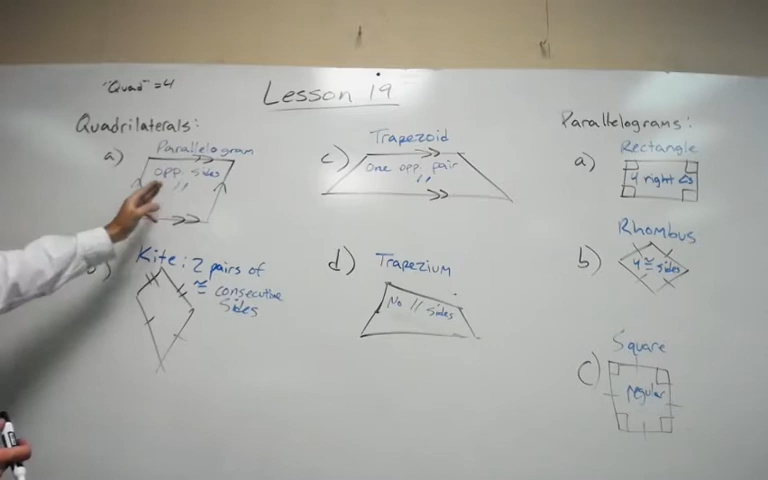 "Quad" = 4
Lesson 19
Quadrilaterals:
a) Parallelogram
opp. sides
//
Kite: 2 pairs of
≅ consecutive
sides
c) Trapezoid
One opp. pair
//
d) Trapezium
No // sides
Parallelograms:
Rectangle
a) 4 right ∠s
Rhombus
b) 4 ≅ sides
Square
c) regular